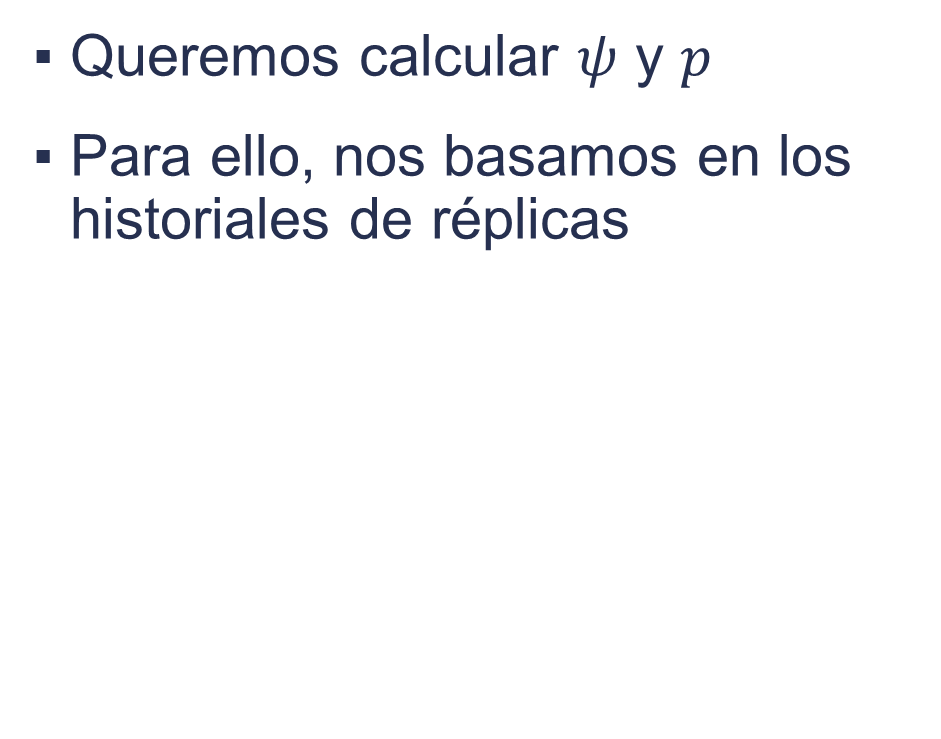 ▪ Queremos calcular 𝜓 y 𝑝
▪ Para ello, nos basamos en los
historiales de réplicas